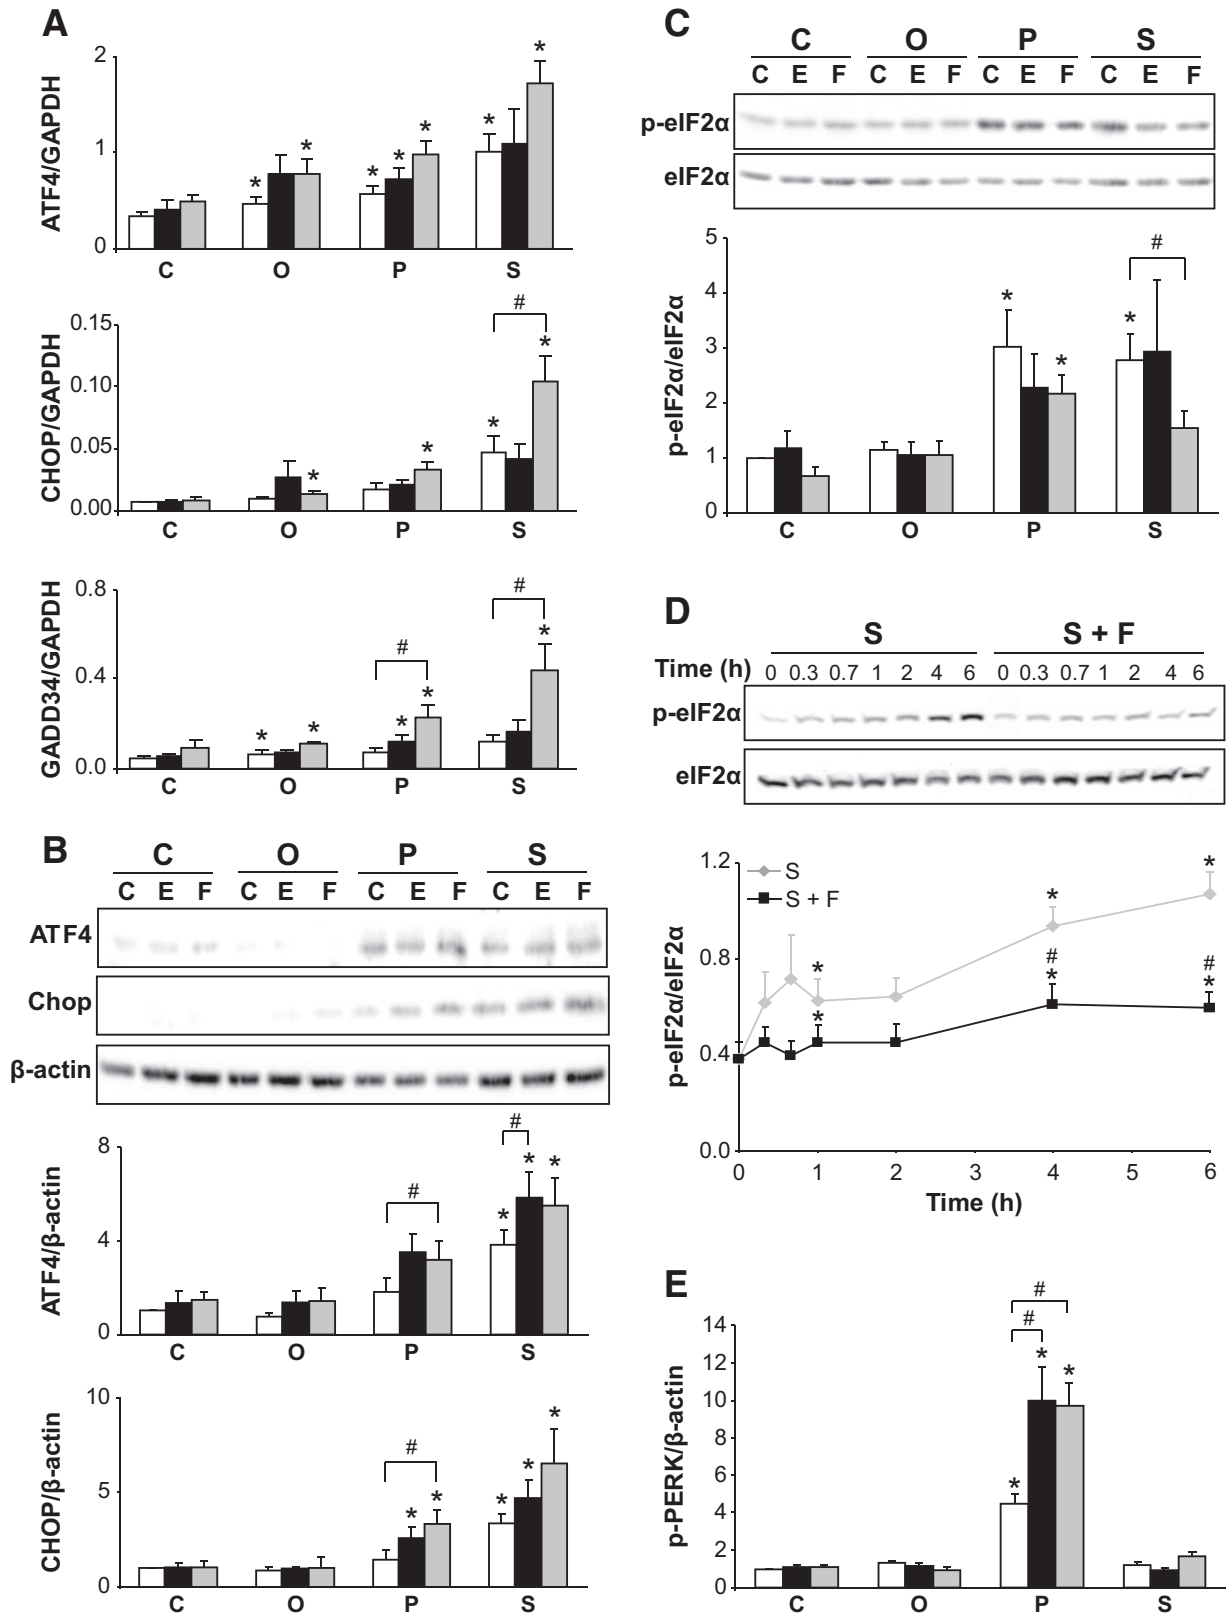 A
2
1
0
ATF4/GAPDH
* * * * * * *
C O P S
0.15
0.10
0.05
0.00
CHOP/GAPDH
#
* * * *
C O P S
0.8
0.4
0.0
GADD34/GAPDH
# #
* * * * *
C O P S
B
C O P S
C E F C E F C E F C E F
ATF4
Chop
β-actin
8
4
0
ATF4/β-actin
# #
* * *
C O P S
10
5
0
CHOP/β-actin
#
* * * * *
C O P S
C
C O P S
C E F C E F C E F C E F
p-eIF2α
eIF2α
5
4
3
2
1
0
p-eIF2α/eIF2α
#
* * *
C O P S
D
S S + F
Time (h) 0 0.3 0.7 1 2 4 6 0 0.3 0.7 1 2 4 6
p-eIF2α
eIF2α
1.2
0.8
0.4
0.0
p-eIF2α/eIF2α
S
S + F
* * *
# #
* * *
0 1 2 3 4 5 6
Time (h)
E
14
12
10
8
6
4
2
0
p-PERK/β-actin
#
#
* * *
C O P S